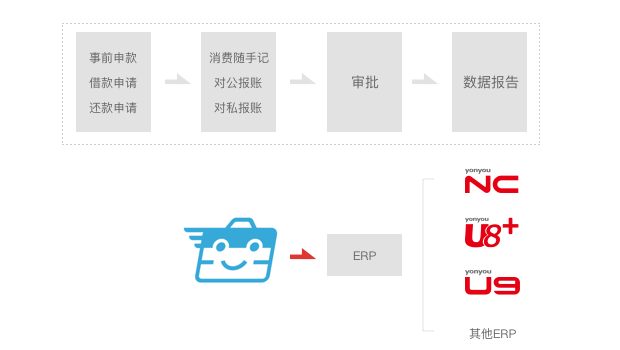 事前申款
借款申请
还款申请
消费随手记
对公报账
对私报账
审批
数据报告
ERP
yonyou
NC
yonyou
U8+
yonyou
U9
其他ERP